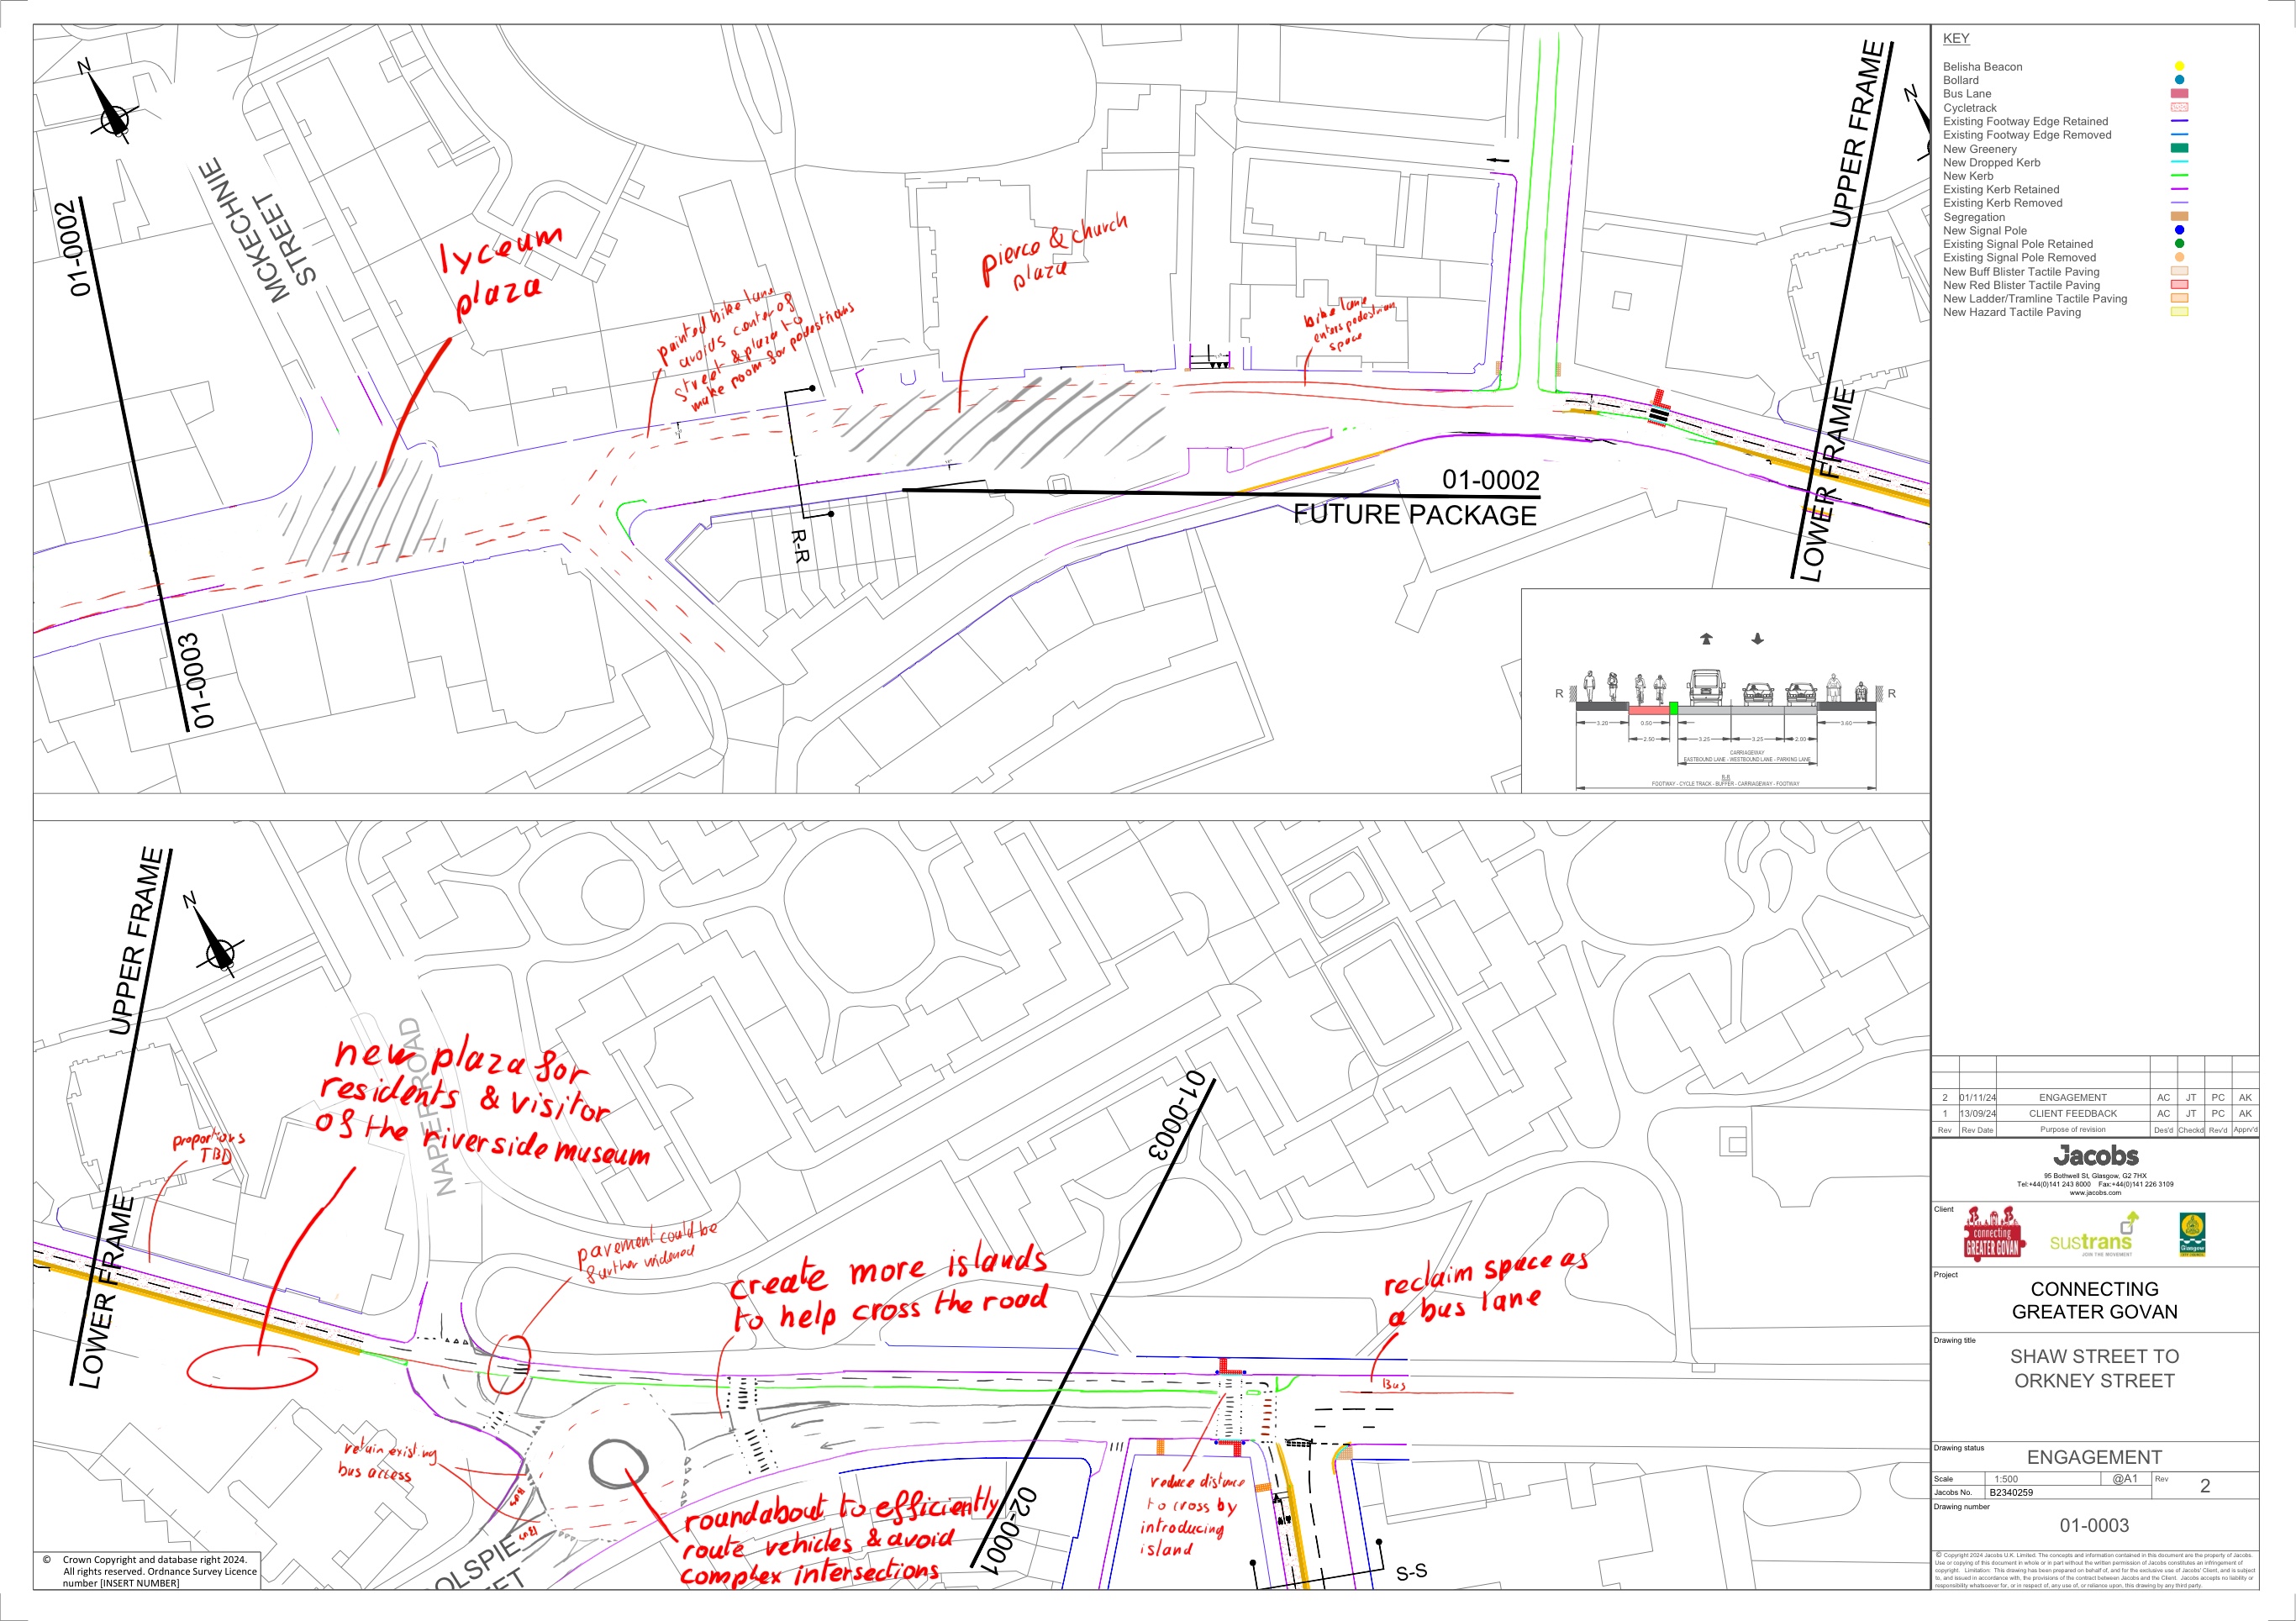 N
MCKECHNIE
STREET
01-0002
01-0003
lyceum
plaza
painted bike lane
avoids center of
street & plaza to
make room for pedestrians
pierce & church
plaza
bike lane
enters pedestrian
space
R-R
01-0002
FUTURE PACKAGE
UPPER FRAME
LOWER FRAME
N
R
R
3.20
0.50
2.50
3.25
3.25
2.00
3.60
CARRIAGEWAY
EASTBOUND LANE - WESTBOUND LANE - PARKING LANE
FOOTWAY - CYCLE TRACK - BUFFER - CARRIAGEWAY - FOOTWAY
UPPER FRAME
LOWER FRAME
N
NAPIER ROAD
new plaza for
residents & visitor
of the riverside museum
proportions
TBD
pavement could be
further widened
create more islands
to help cross the road
01-0003
02-0001
reclaim space as
a bus lane
Bus
retain existing
bus access
Bus
Bus
roundabout to efficiently
route vehicles & avoid
complex intersections
reduce distance
to cross by
introducing
island
OLSPIE
ET
S-S
© Crown Copyright and database right 2024.
All rights reserved. Ordnance Survey Licence
number [INSERT NUMBER]
KEY
Belisha Beacon
Bollard
Bus Lane
Cycletrack
Existing Footway Edge Retained
Existing Footway Edge Removed
New Greenery
New Dropped Kerb
New Kerb
Existing Kerb Retained
Existing Kerb Removed
Segregation
New Signal Pole
Existing Signal Pole Retained
Existing Signal Pole Removed
New Buff Blister Tactile Paving
New Red Blister Tactile Paving
New Ladder/Tramline Tactile Paving
New Hazard Tactile Paving
2 01/11/24 ENGAGEMENT AC JT PC AK
1 13/09/24 CLIENT FEEDBACK AC JT PC AK
Rev Rev Date Purpose of revision Des'd Checkd Rev'd Apprv'd
Jacobs
95 Bothwell St, Glasgow, G2 7HX
Tel:+44(0)141 243 8000 Fax:+44(0)141 226 3109
www.jacobs.com
Client
connecting
GREATER GOVAN
sustrans
JOIN THE MOVEMENT
Glasgow
CITY COUNCIL
Project
CONNECTING
GREATER GOVAN
Drawing title
SHAW STREET TO
ORKNEY STREET
Drawing status
ENGAGEMENT
Scale 1:500 @A1 Rev
2
Jacobs No. B2340259
Drawing number
01-0003
© Copyright 2024 Jacobs U.K. Limited. The concepts and information contained in this document are the property of Jacobs.
Use or copying of this document in whole or in part without the written permission of Jacobs constitutes an infringement of
copyright. Limitation: This drawing has been prepared on behalf of, and for the exclusive use of Jacobs' Client, and is subject
to, and issued in accordance with, the provisions of the contract between Jacobs and the Client. Jacobs accepts no liability or
responsibility whatsoever for, or in respect of, any use of, or reliance upon, this drawing by any third party.